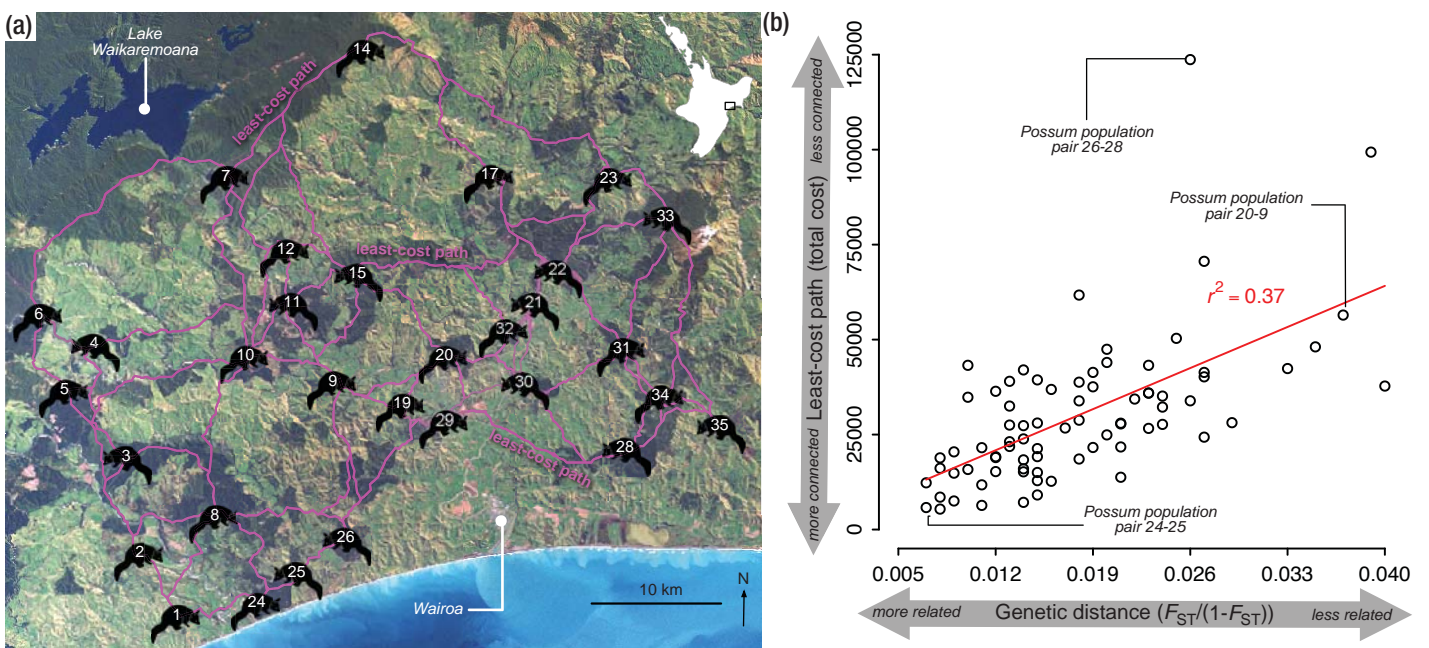 (a)
Lake
Waikaremoana
14
least-cost path
7
17
23
33
12
least-cost path
15
22
11
21
6
32
4
31
10
20
9
30
5
34
19
29
35
least-cost path
28
3
8
26
2
25
10 km
N
24
Wairoa
1
(b)
less connected
Least-cost path (total cost)
more connected
125000
100000
75000
50000
25000
0
Possum population
pair 26-28
Possum population
pair 20-9
r² = 0.37
Possum population
pair 24-25
0.005 0.012 0.019 0.026 0.033 0.040
more related Genetic distance (FST/(1-FST)) less related